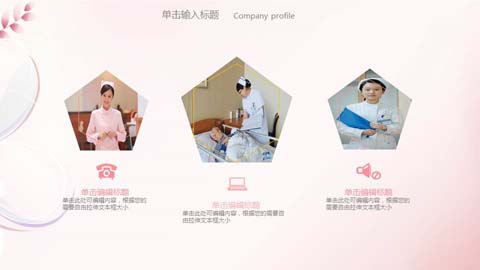 单击输入标题 Company profile
单击编辑标题
单击此处可编辑内容，根据您的
需要自由拉伸文本框大小
单击编辑标题
单击此处可编辑内容，根据您的需要自
由拉伸文本框大小
单击编辑标题
单击此处可编辑内容，根据您的
需要自由拉伸文本框大小